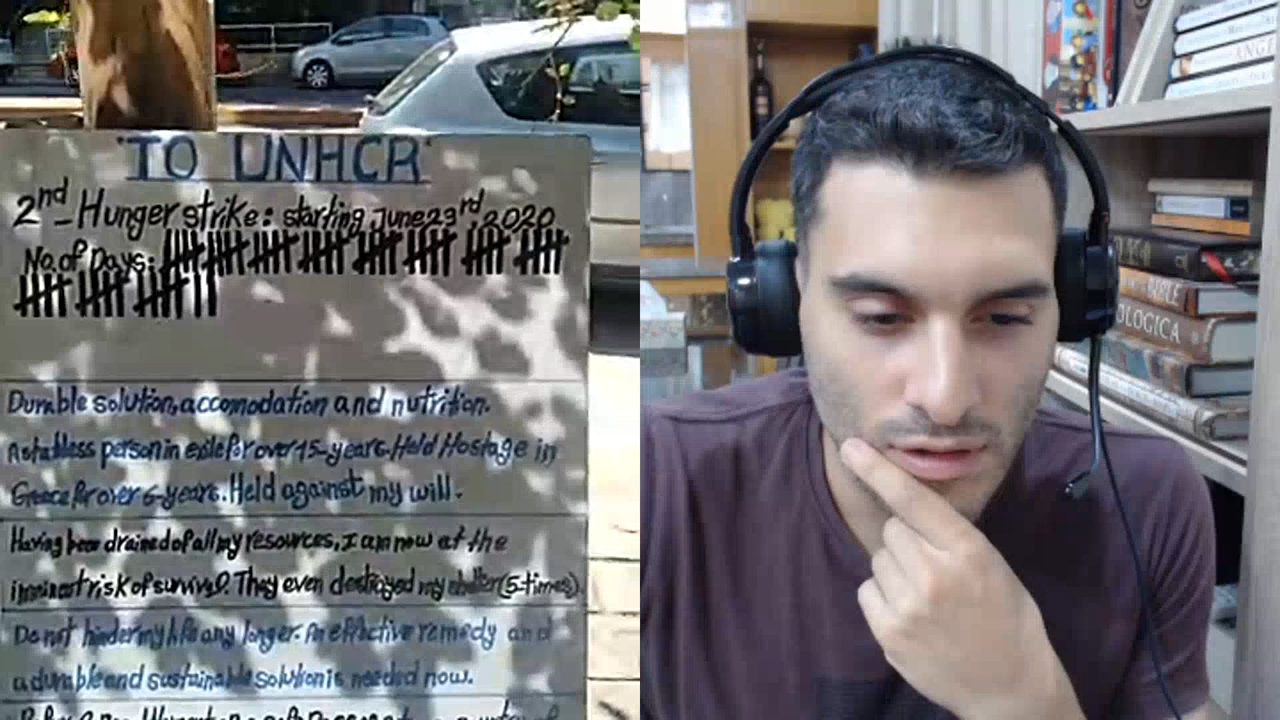 "TO UNHCR"
2nd - Hunger strike: starting June 23rd, 2020
No. of Days:
Durable solution, accomodation and nutrition.
A stateless person in exile for over 15-years. Held Hostage in
Greece for over 6-years. Held against my will.
Having been drained of all my resources, I am now at the
imminent risk of survival. They even destroyed my shelter (5-times)
Do not hinder my life any longer. An effective remedy and
a durable and sustainable solution is needed now.
ANGE
BIBLE
OLOGICA